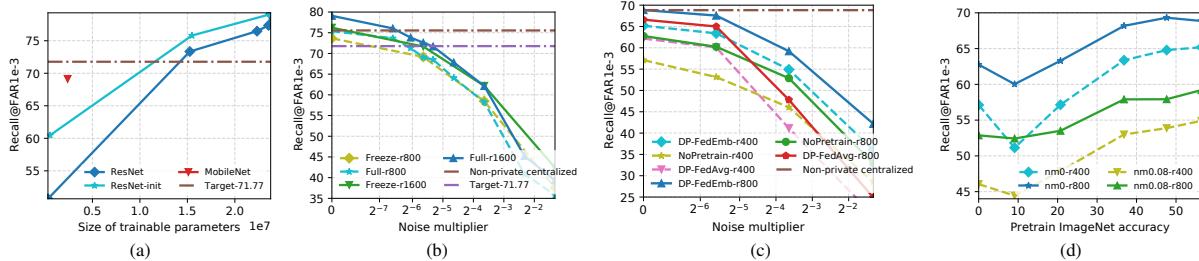 Recall@FAR1e-3
75
70
65
60
55
0.5
1.0
1.5
2.0
1e7
Size of trainable parameters
ResNet
ResNet-init
MobileNet
Target-71.77
(a)
Recall@FAR1e-3
80
75
70
65
60
55
50
45
40
35
0
2−7
2−6
2−5
2−4
2−3
2−2
Noise multiplier
Freeze-r800
Full-r800
Freeze-r1600
Full-r1600
Non-private centralized
Target-71.77
(b)
Recall@FAR1e-3
70
65
60
55
50
45
40
35
30
25
0
2−6
2−5
2−4
2−3
2−2
Noise multiplier
DP-FedEmb-r400
NoPretrain-r400
DP-FedAvg-r400
DP-FedEmb-r800
NoPretrain-r800
DP-FedAvg-r800
Non-private centralized
(c)
Recall@FAR1e-3
70
65
60
55
50
45
0
10
20
30
40
50
60
Pretrain ImageNet accuracy
nm0-r400
nm0-r800
nm0.08-r400
nm0.08-r800
(d)